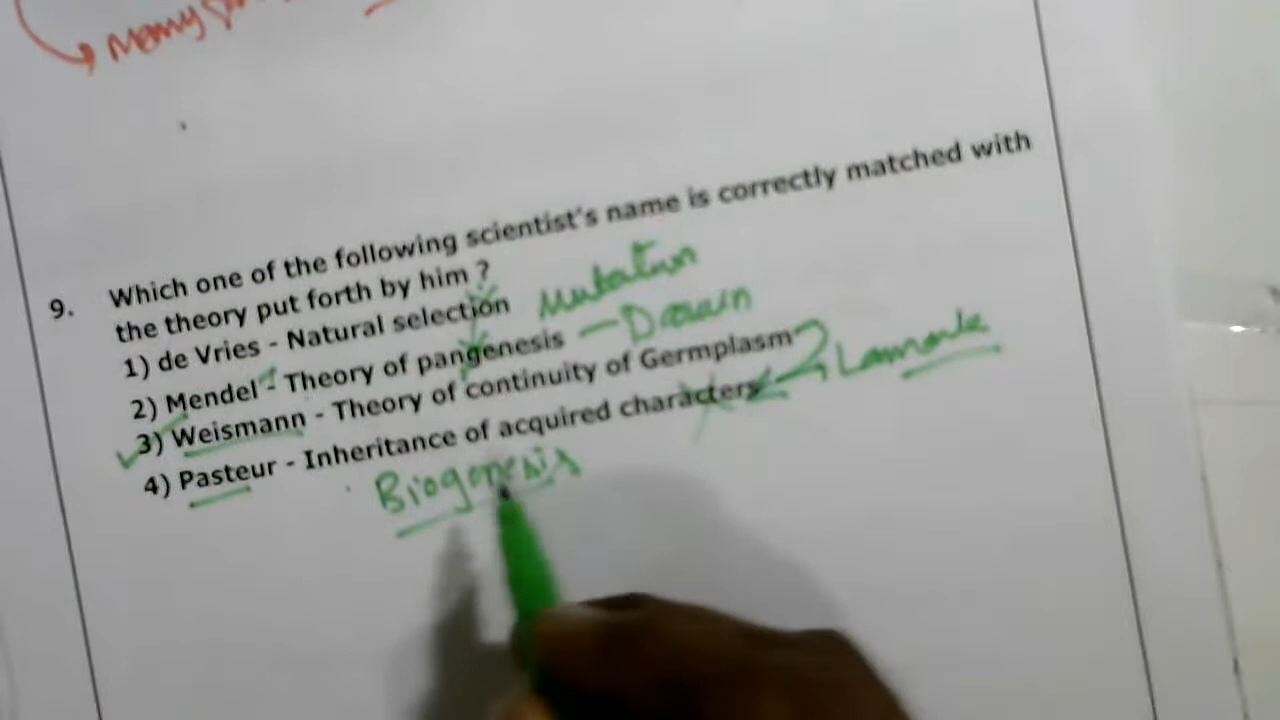 Many
9. Which one of the following scientist's name is correctly matched with
the theory put forth by him ?
1) de Vries - Natural selection Mutation
2) Mendel - Theory of pangenesis - Darwin
3) Weismann - Theory of continuity of Germplasm
4) Pasteur - Inheritance of acquired characters Lamark
Biogenesis